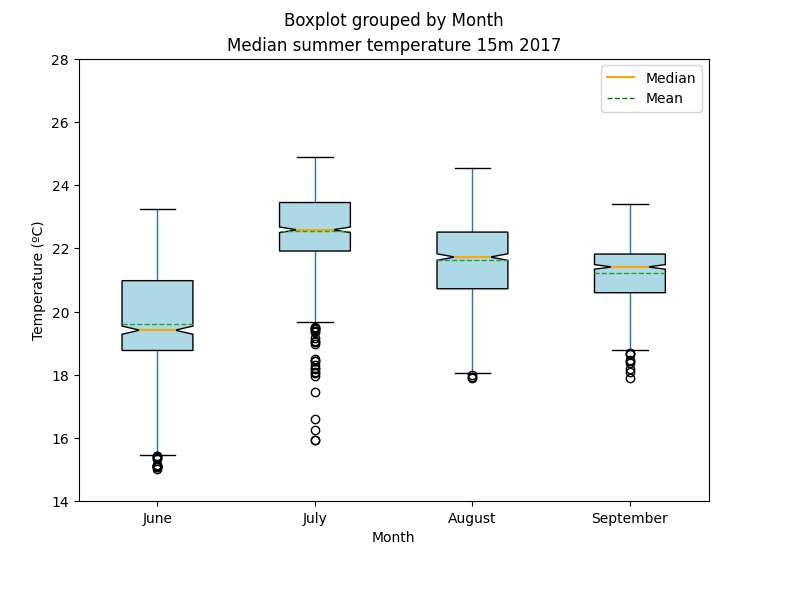 Boxplot grouped by Month
Median summer temperature 15m 2017
28
26
24
22
20
18
16
14
Temperature (ºC)
Median
Mean
June
July
August
September
Month